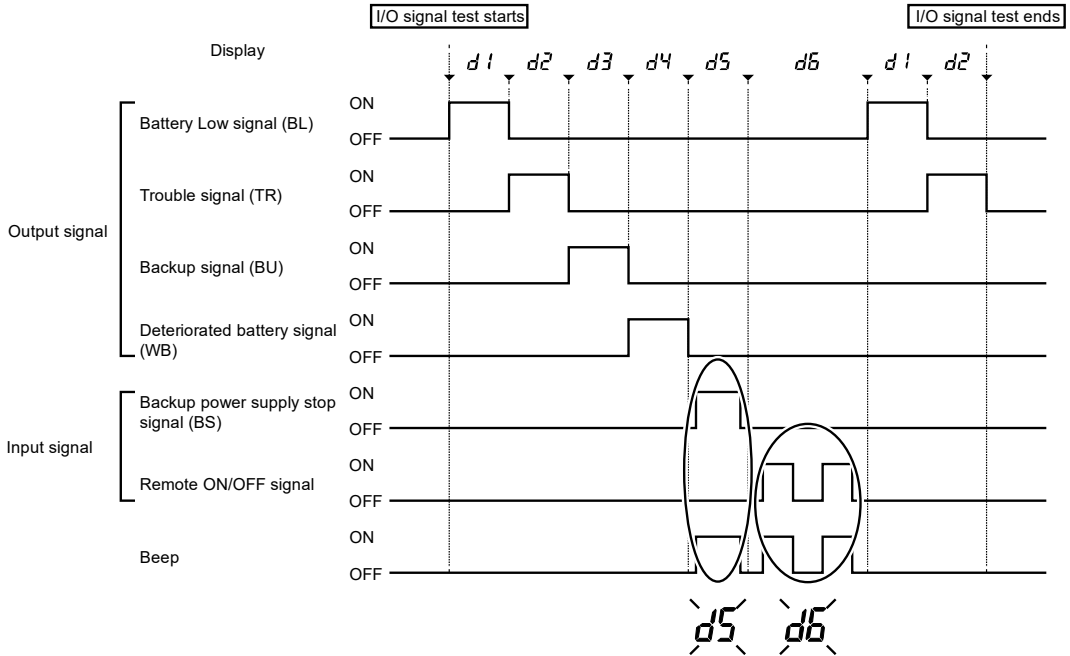 I/O signal test starts
I/O signal test ends
Display
d1 d2 d3 d4 d5 d6 d1 d2
Output signal
Battery Low signal (BL)
ON
OFF
Trouble signal (TR)
ON
OFF
Backup signal (BU)
ON
OFF
Deteriorated battery signal
(WB)
ON
OFF
Input signal
Backup power supply stop
signal (BS)
ON
OFF
Remote ON/OFF signal
ON
OFF
Beep
ON
OFF
d5 d6